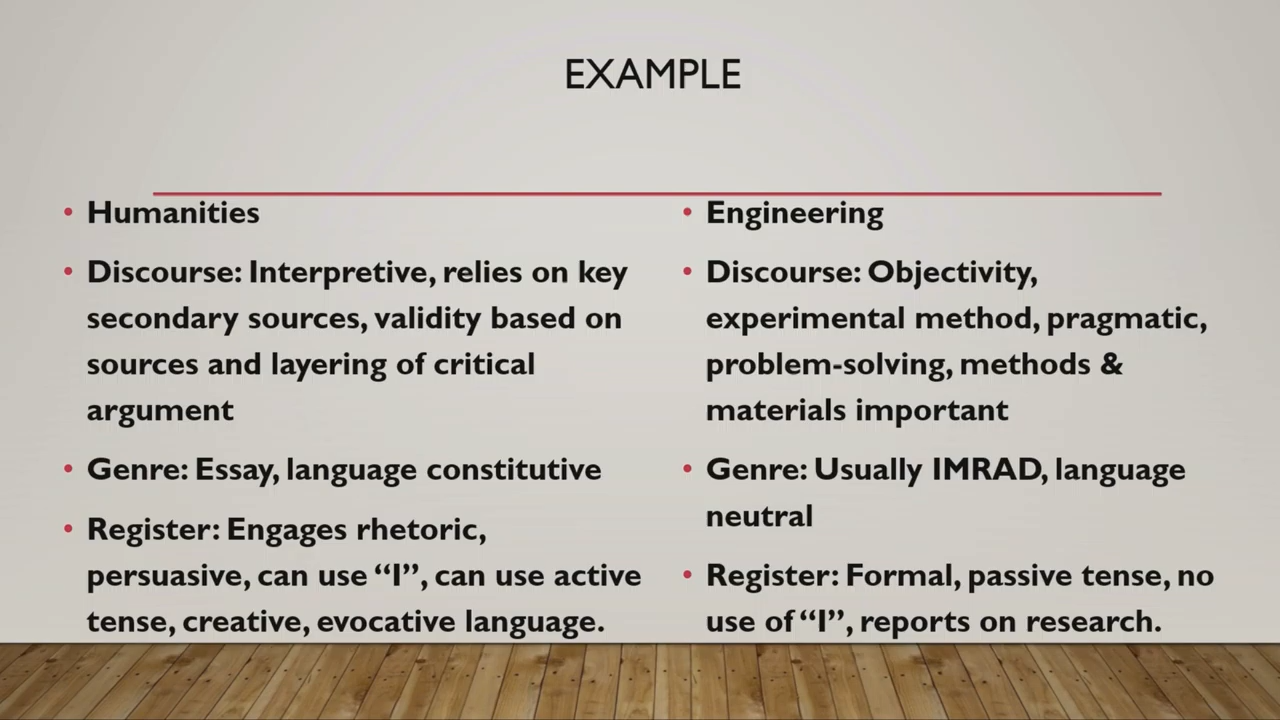 EXAMPLE
• Humanities
• Discourse: Interpretive, relies on key
secondary sources, validity based on
sources and layering of critical
argument
• Genre: Essay, language constitutive
• Register: Engages rhetoric,
persuasive, can use “I”, can use active
tense, creative, evocative language.
• Engineering
• Discourse: Objectivity,
experimental method, pragmatic,
problem-solving, methods &
materials important
• Genre: Usually IMRAD, language
neutral
• Register: Formal, passive tense, no
use of “I”, reports on research.